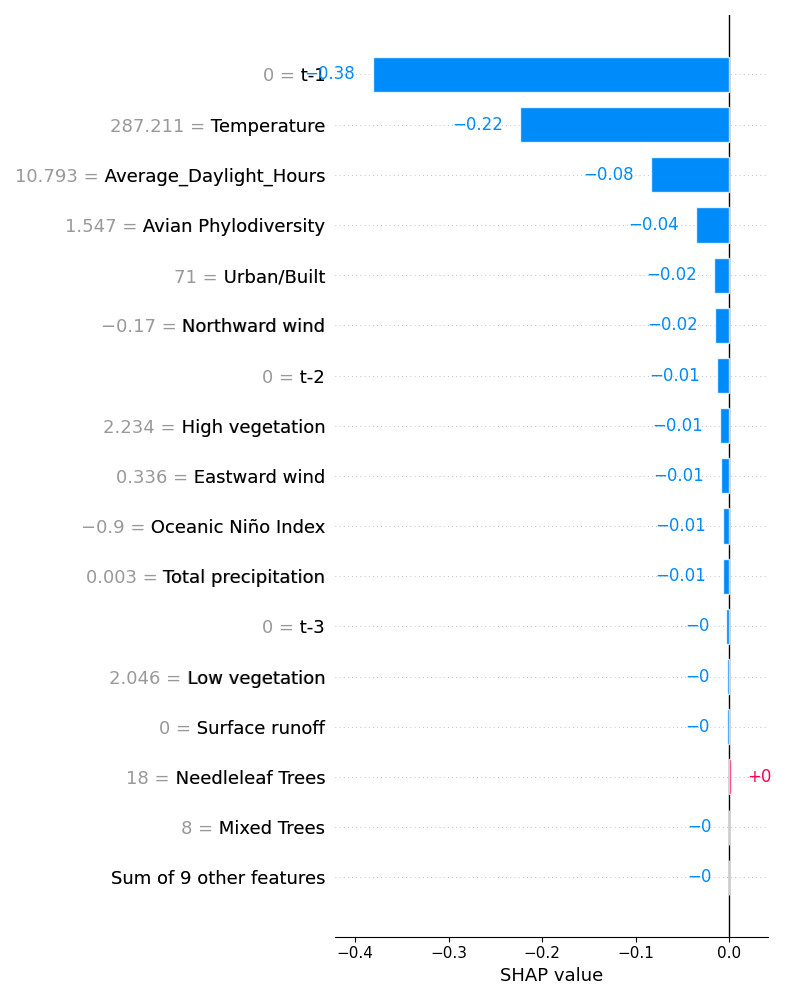 0 = t-1 −0.38
287.211 = Temperature −0.22
10.793 = Average_Daylight_Hours −0.08
1.547 = Avian Phylodiversity −0.04
71 = Urban/Built −0.02
−0.17 = Northward wind −0.02
0 = t-2 −0.01
2.234 = High vegetation −0.01
0.336 = Eastward wind −0.01
−0.9 = Oceanic Niño Index −0.01
0.003 = Total precipitation −0.01
0 = t-3 −0
2.046 = Low vegetation −0
0 = Surface runoff −0
18 = Needleleaf Trees +0
8 = Mixed Trees −0
Sum of 9 other features −0
−0.4 −0.3 −0.2 −0.1 0.0
SHAP value